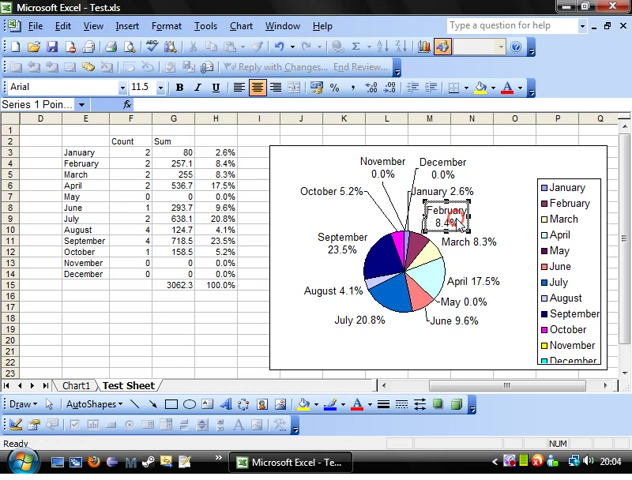 Microsoft Excel - Test.xls
File Edit View Insert Format Tools Chart Window Help
Type a question for help
Reply with Changes... End Review...
Arial 11.5 B I U
Series 1 Poin... fx
D E F G H I J K L M N O P Q
1
2 Count Sum
3 January 2 80 2.6%
4 February 2 257.1 8.4%
5 March 2 255 8.3%
6 April 2 536.7 17.5%
7 May 0 0 0.0%
8 June 1 293.7 9.6%
9 July 2 638.1 20.8%
10 August 4 124.7 4.1%
11 September 4 718.5 23.5%
12 October 1 158.5 5.2%
13 November 0 0 0.0%
14 December 0 0 0.0%
15 3062.3 100.0%
16
17
18
19
20
21
22
23
November 0.0%
December 0.0%
October 5.2%
January 2.6%
February 8.4%
September 23.5%
March 8.3%
August 4.1%
April 17.5%
May 0.0%
July 20.8%
June 9.6%
January
February
March
April
May
June
July
August
September
October
November
December
Chart1 Test Sheet
Draw AutoShapes
Ready NUM
Microsoft Excel - Te... 20:04